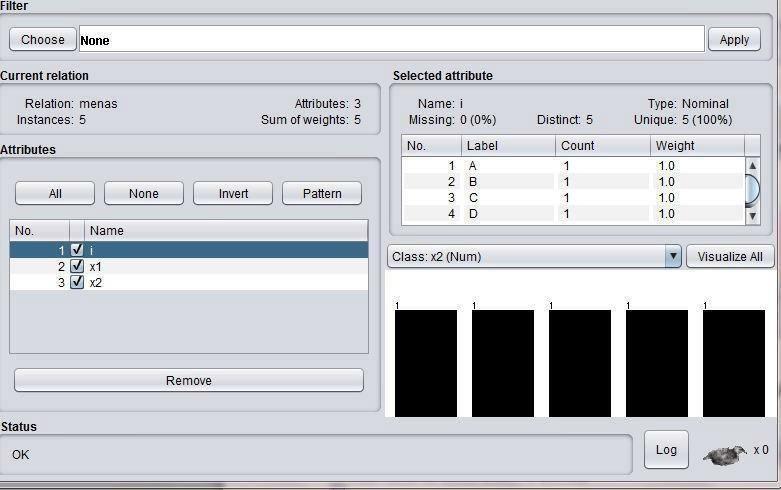 Filter
Choose None Apply
Current relation
Relation: menas Attributes: 3
Instances: 5 Sum of weights: 5
Attributes
All None Invert Pattern
No. Name
1 i
2 x1
3 x2
Remove
Selected attribute
Name: i Type: Nominal
Missing: 0 (0%) Distinct: 5 Unique: 5 (100%)
No. Label Count Weight
1 A 1 1.0
2 B 1 1.0
3 C 1 1.0
4 D 1 1.0
Class: x2 (Num) Visualize All
1 1 1 1 1
Status
OK Log x 0